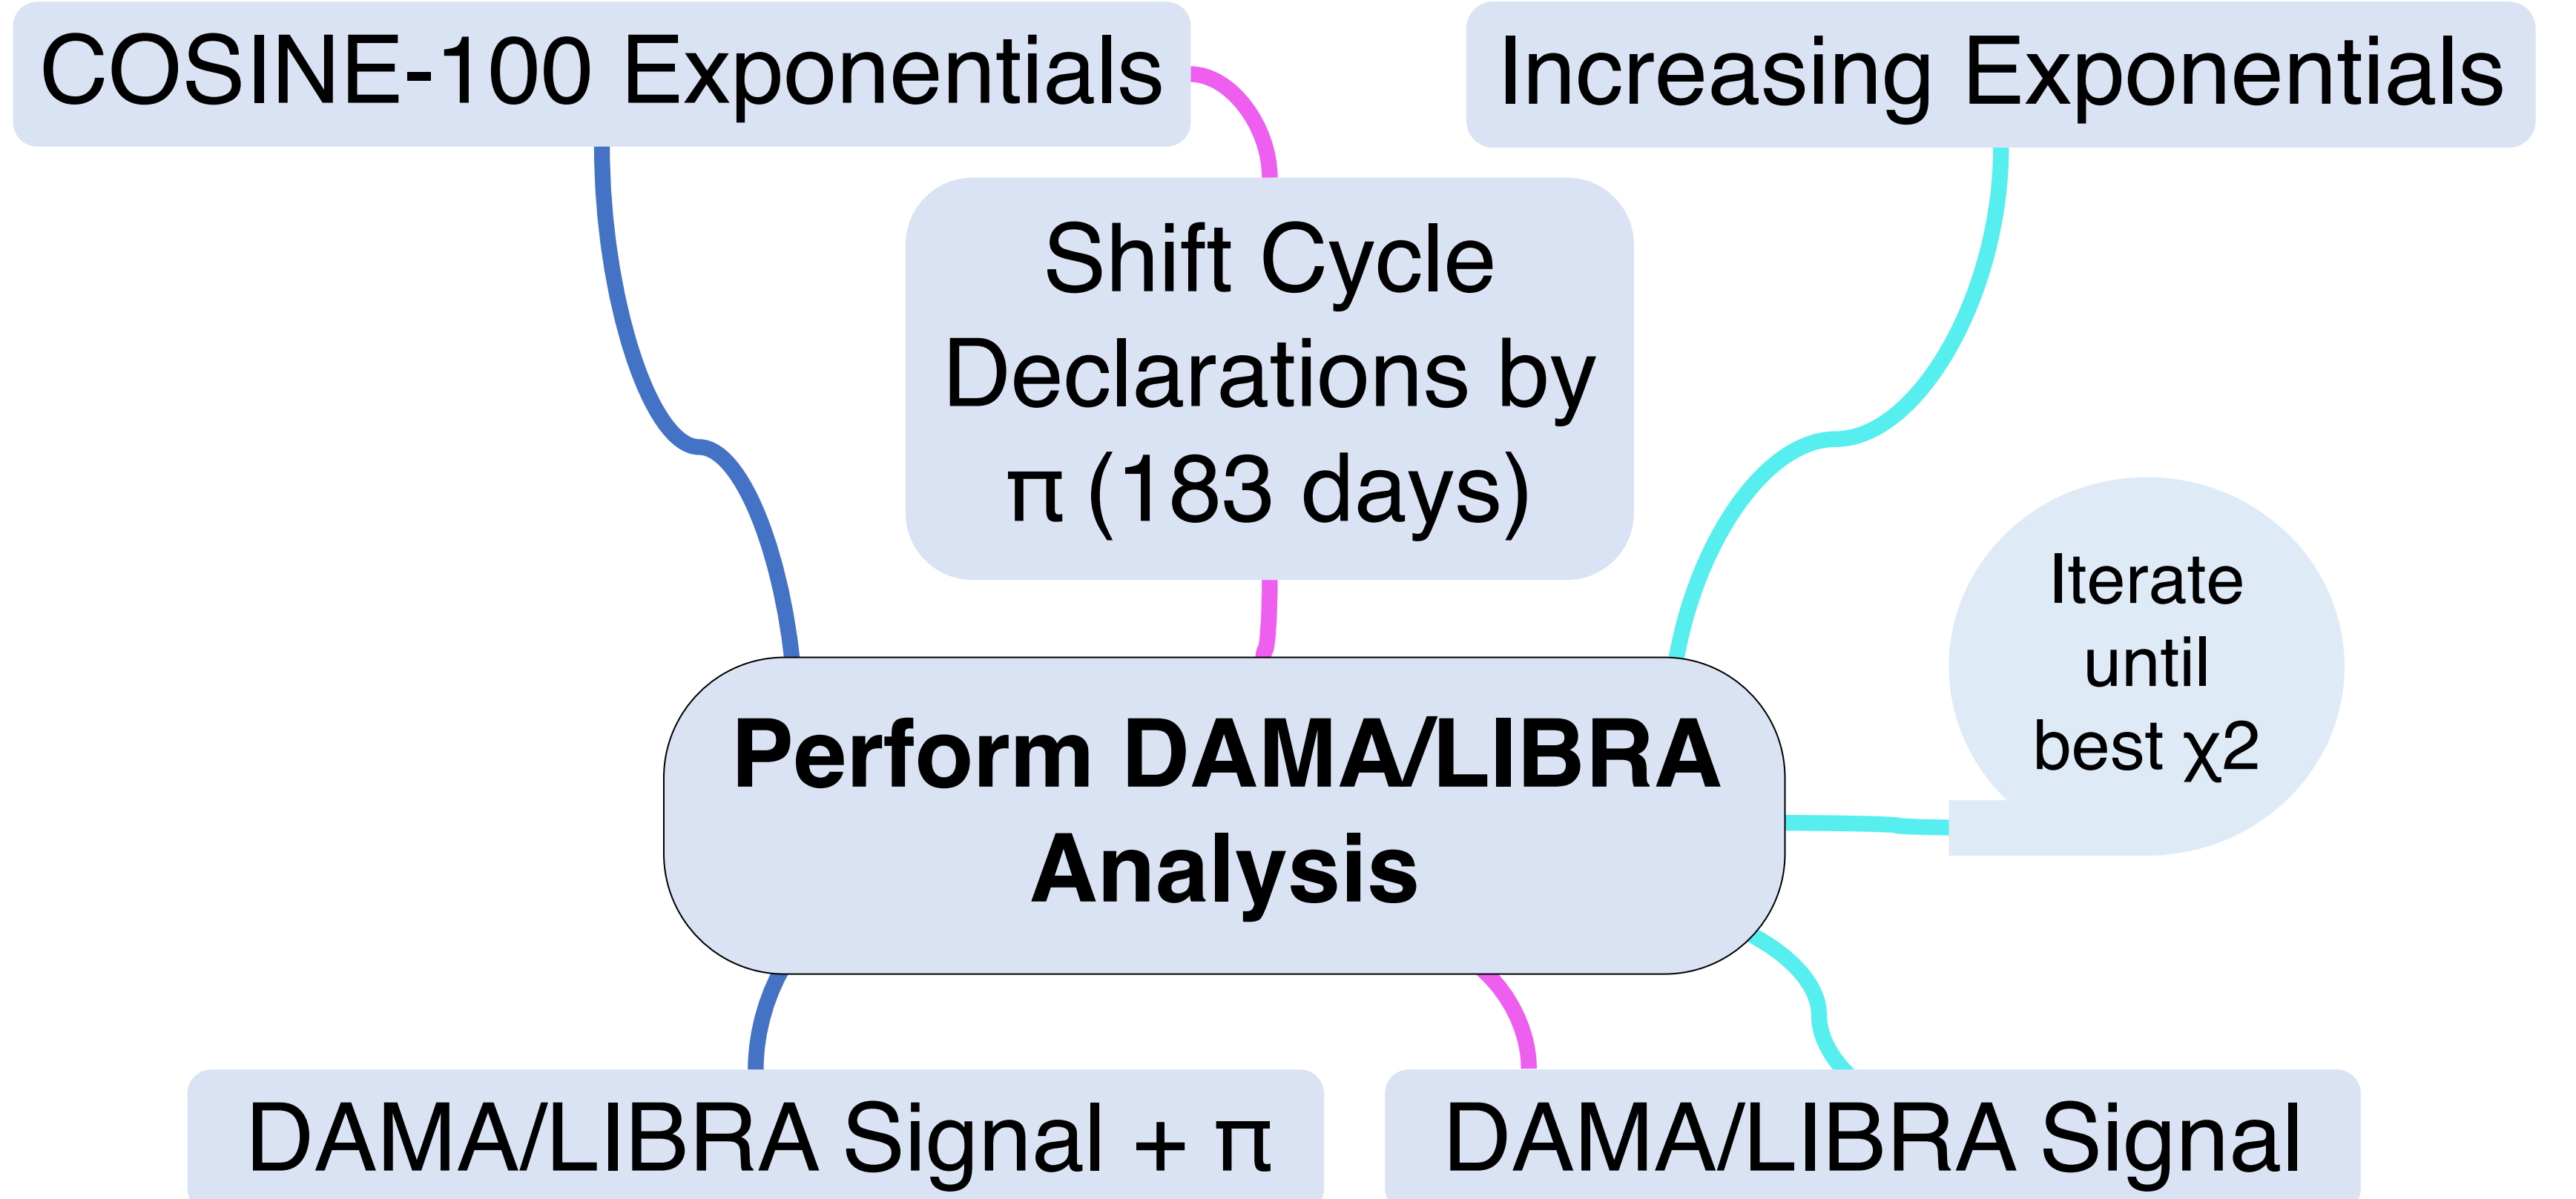 COSINE-100 Exponentials
Increasing Exponentials
Shift Cycle
Declarations by
π (183 days)
Iterate
until
best χ2
Perform DAMA/LIBRA
Analysis
DAMA/LIBRA Signal + π
DAMA/LIBRA Signal